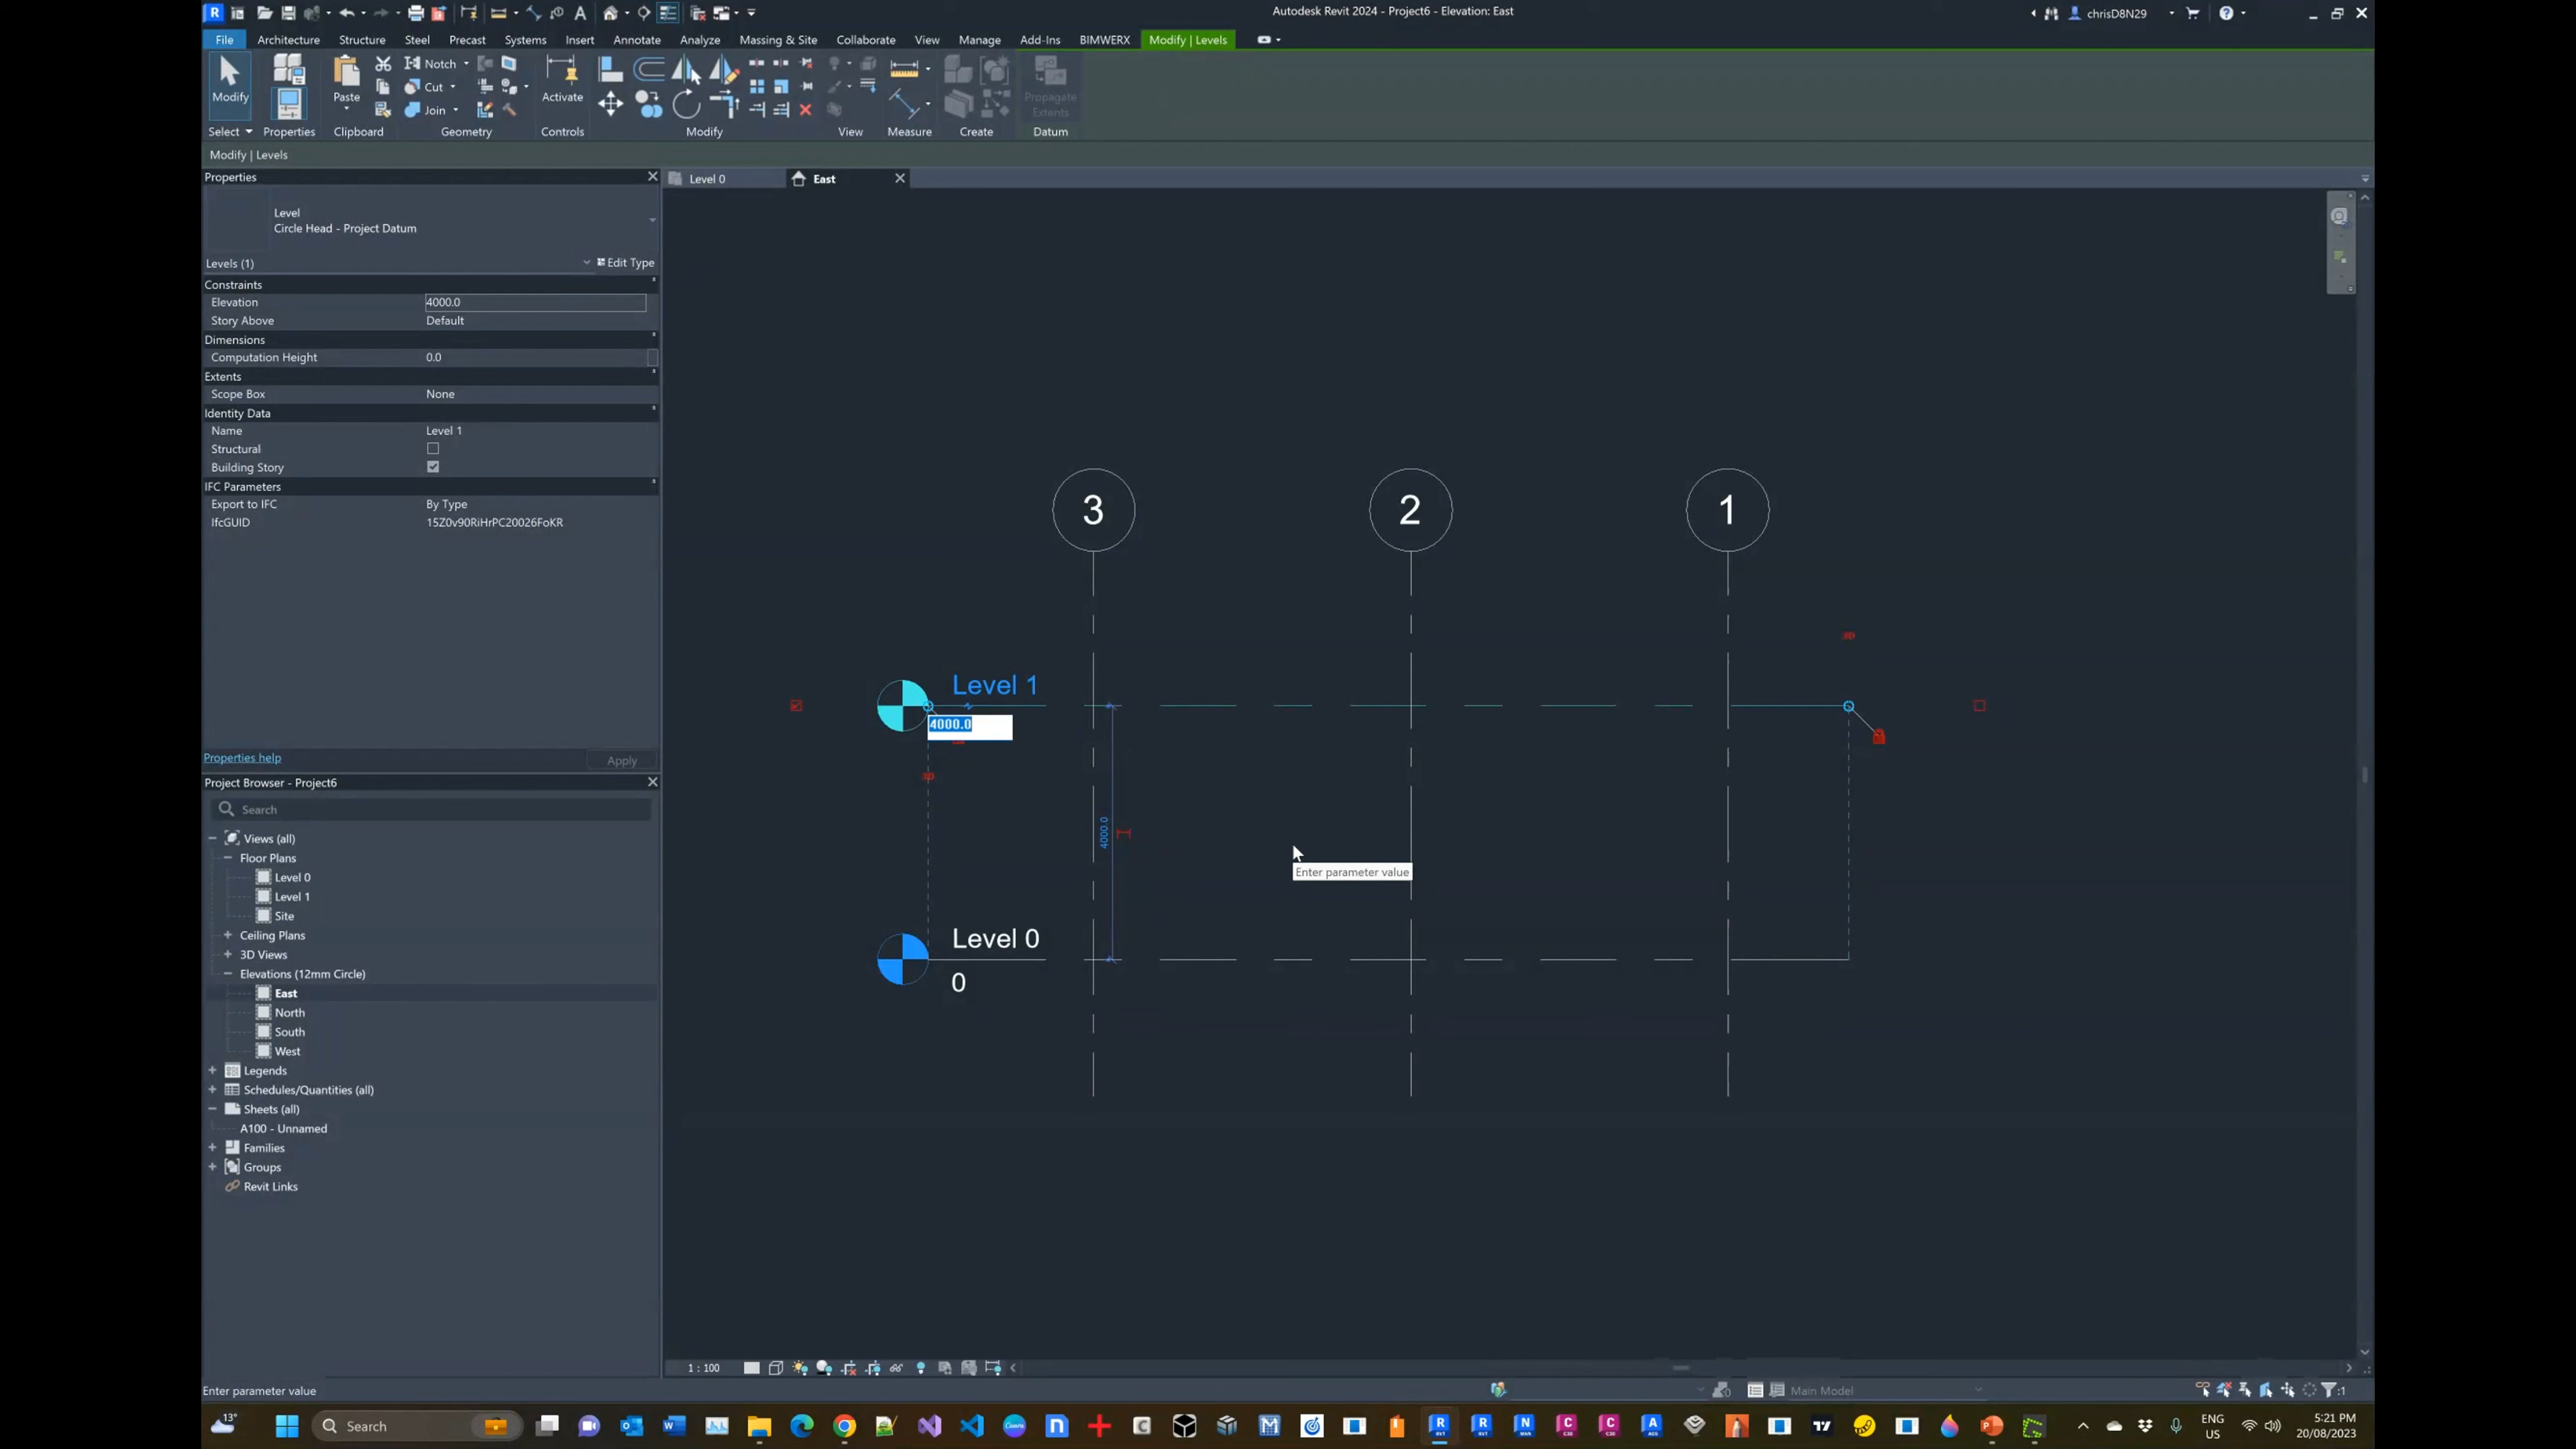 Autodesk Revit 2024 - Project6 - Elevation: East
chrisD8N29
File Architecture Structure Steel Precast Systems Insert Annotate Analyze Massing & Site Collaborate View Manage Add-Ins BIMWERX Modify | Levels
Modify
Paste
Notch
Cut
Join
Activate
Propagate
Extents
Select Properties Clipboard Geometry Controls Modify View Measure Create Datum
Modify | Levels
Properties
Level 0
East
Level
Circle Head - Project Datum
Levels (1)
Edit Type
Constraints
Elevation 4000.0
Story Above Default
Dimensions
Computation Height 0.0
Extents
Scope Box None
Identity Data
Name Level 1
Structural
Building Story
IFC Parameters
Export to IFC By Type
IfcGUID 15Z0v90RiHrPC20026FoKR
Properties help
Apply
Project Browser - Project6
Search
Views (all)
Floor Plans
Level 0
Level 1
Site
Ceiling Plans
3D Views
Elevations (12mm Circle)
East
North
South
West
Legends
Schedules/Quantities (all)
Sheets (all)
A100 - Unnamed
Families
Groups
Revit Links
3
2
1
Level 1
4000.0
3D
3D
4000.0
Enter parameter value
Level 0
0
1 : 100
Enter parameter value
Main Model
:1
13°
Search
ENG
US
5:21 PM
20/08/2023